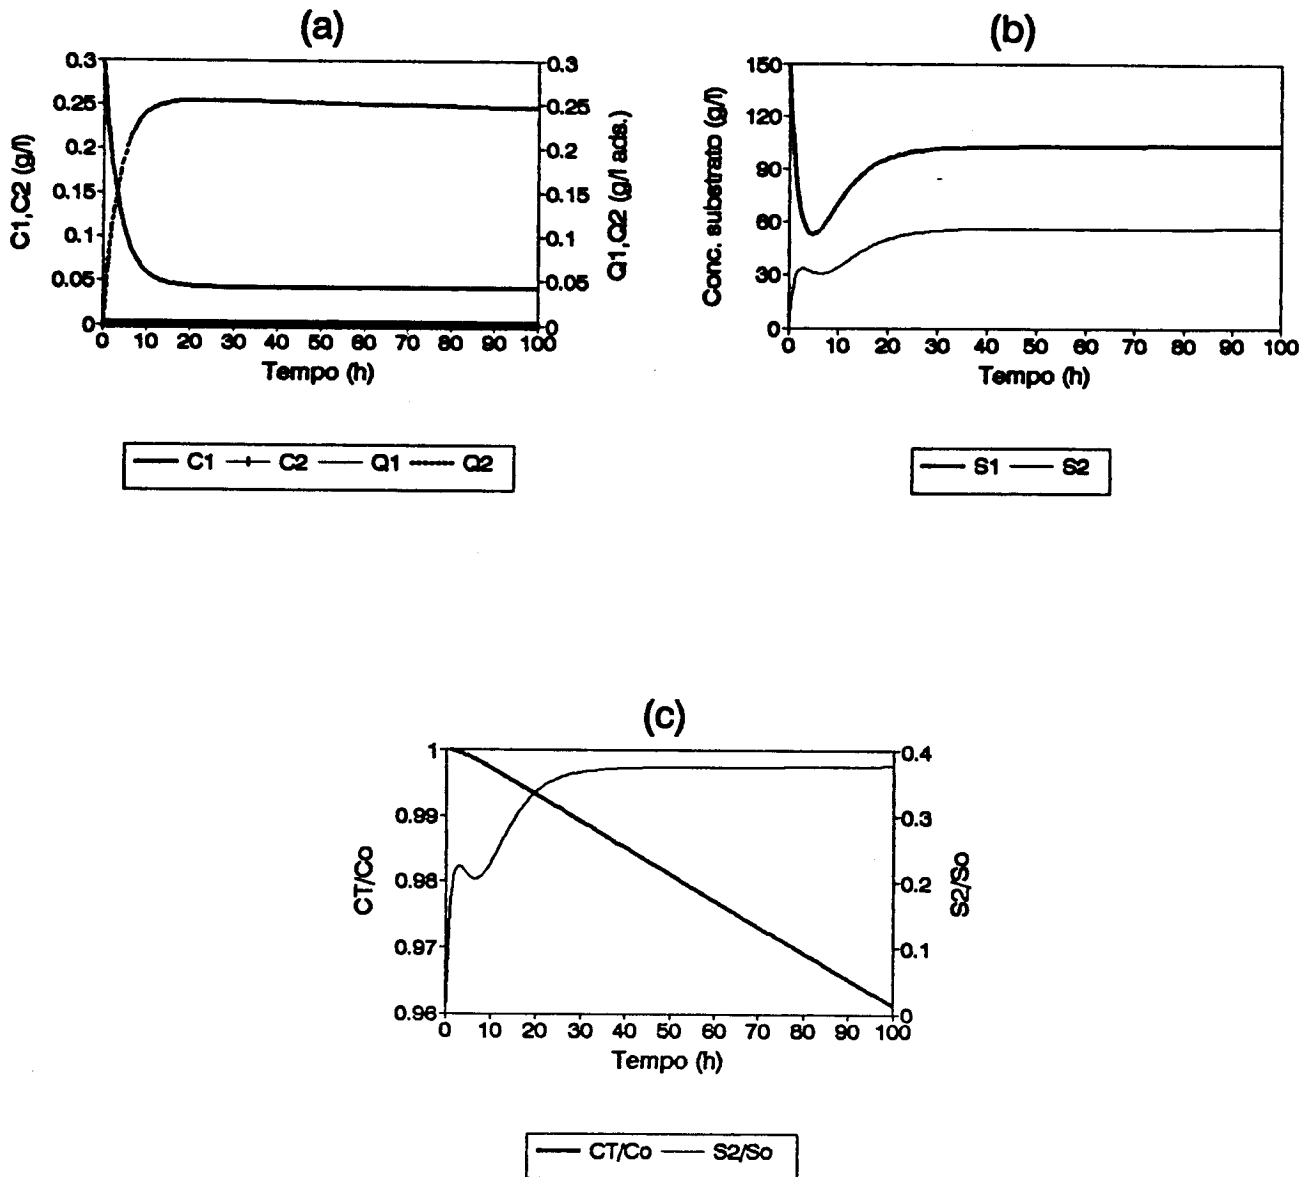 (a)
0.3
0.25
0.2
0.15
0.1
0.05
0
C1,C2 (g/l)
0.3
0.25
0.2
0.15
0.1
0.05
0
Q1,Q2 (g/l ads.)
0 10 20 30 40 50 60 70 80 90 100
Tempo (h)
C1 C2 Q1 Q2
(b)
150
120
90
60
30
0
Conc. substrato (g/l)
0 10 20 30 40 50 60 70 80 90 100
Tempo (h)
S1 S2
(c)
1
0.99
0.98
0.97
0.96
CT/Co
0.4
0.3
0.2
0.1
0
S2/So
0 10 20 30 40 50 60 70 80 90 100
Tempo (h)
CT/Co S2/So